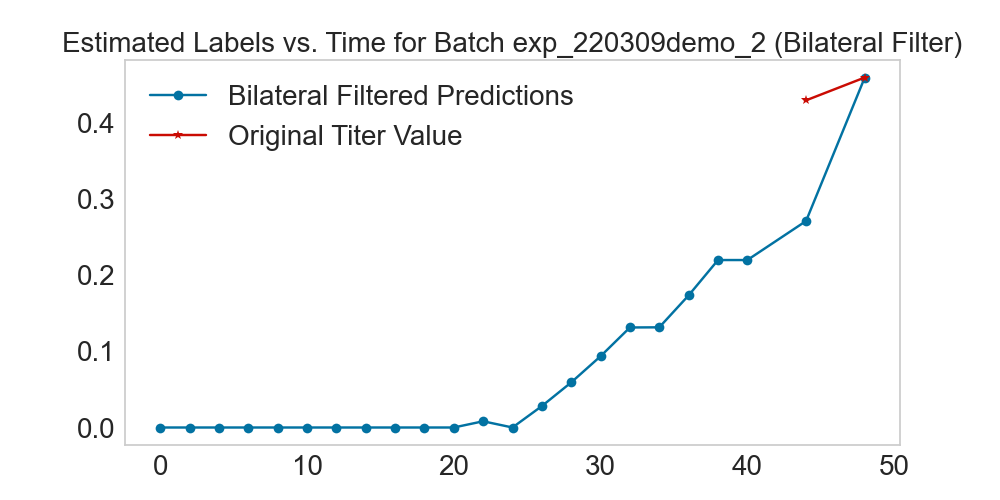 Estimated Labels vs. Time for Batch exp_220309demo_2 (Bilateral Filter)
Bilateral Filtered Predictions
Original Titer Value
0.4
0.3
0.2
0.1
0.0
0 10 20 30 40 50